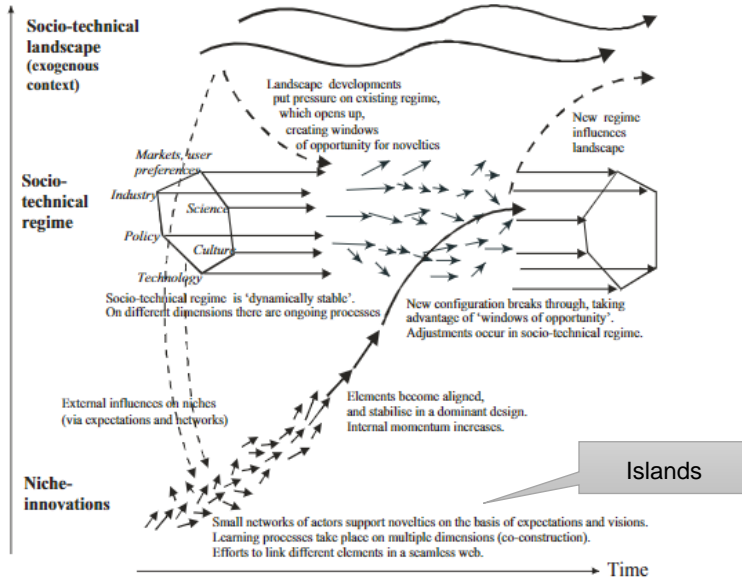 Socio-technical
landscape
(exogenous
context)
Landscape developments
put pressure on existing regime,
which opens up,
creating windows
of opportunity for novelties
New regime
influences
landscape
Markets, user
preferences
Socio-
technical
regime
Industry
Science
Policy
Culture
Technology
Socio-technical regime is ‘dynamically stable’.
On different dimensions there are ongoing processes
New configuration breaks through, taking
advantage of ‘windows of opportunity’.
Adjustments occur in socio-technical regime.
External influences on niches
(via expectations and networks)
Elements become aligned,
and stabilise in a dominant design.
Internal momentum increases.
Islands
Niche-
innovations
Small networks of actors support novelties on the basis of expectations and visions.
Learning processes take place on multiple dimensions (co-construction).
Efforts to link different elements in a seamless web.
Time